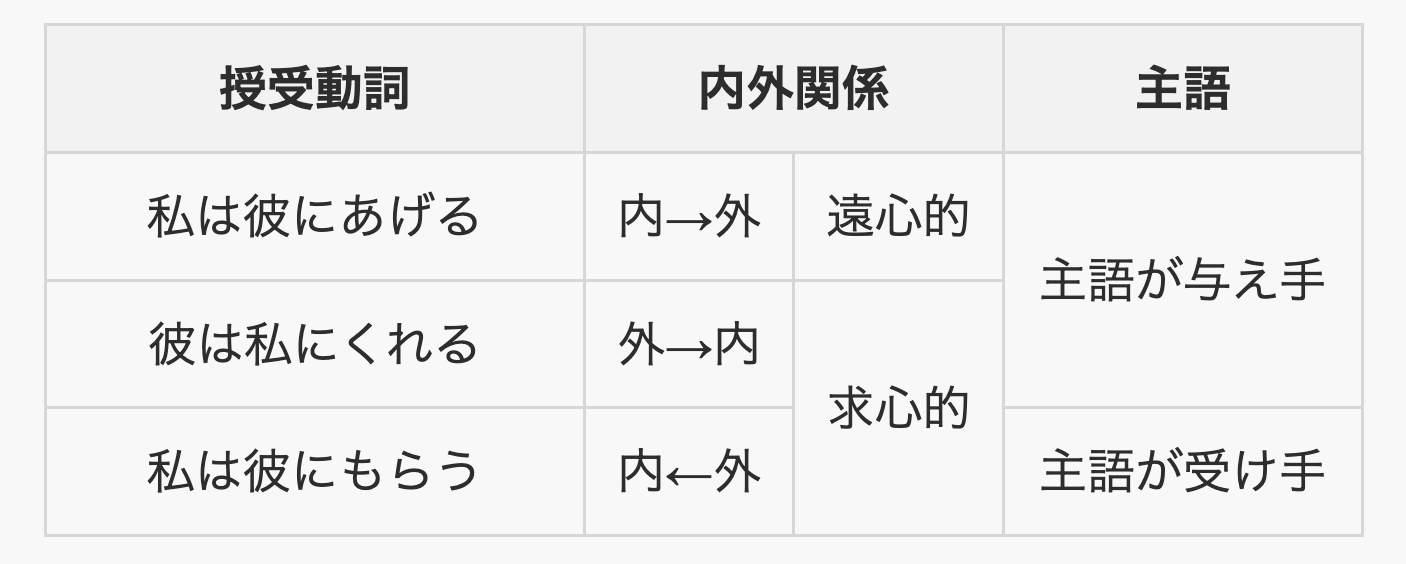 授受動詞 内外関係 主語
私は彼にあげる 内→外 遠心的 主語が与え手
彼は私にくれる 外→内 求心的
私は彼にもらう 内←外 主語が受け手